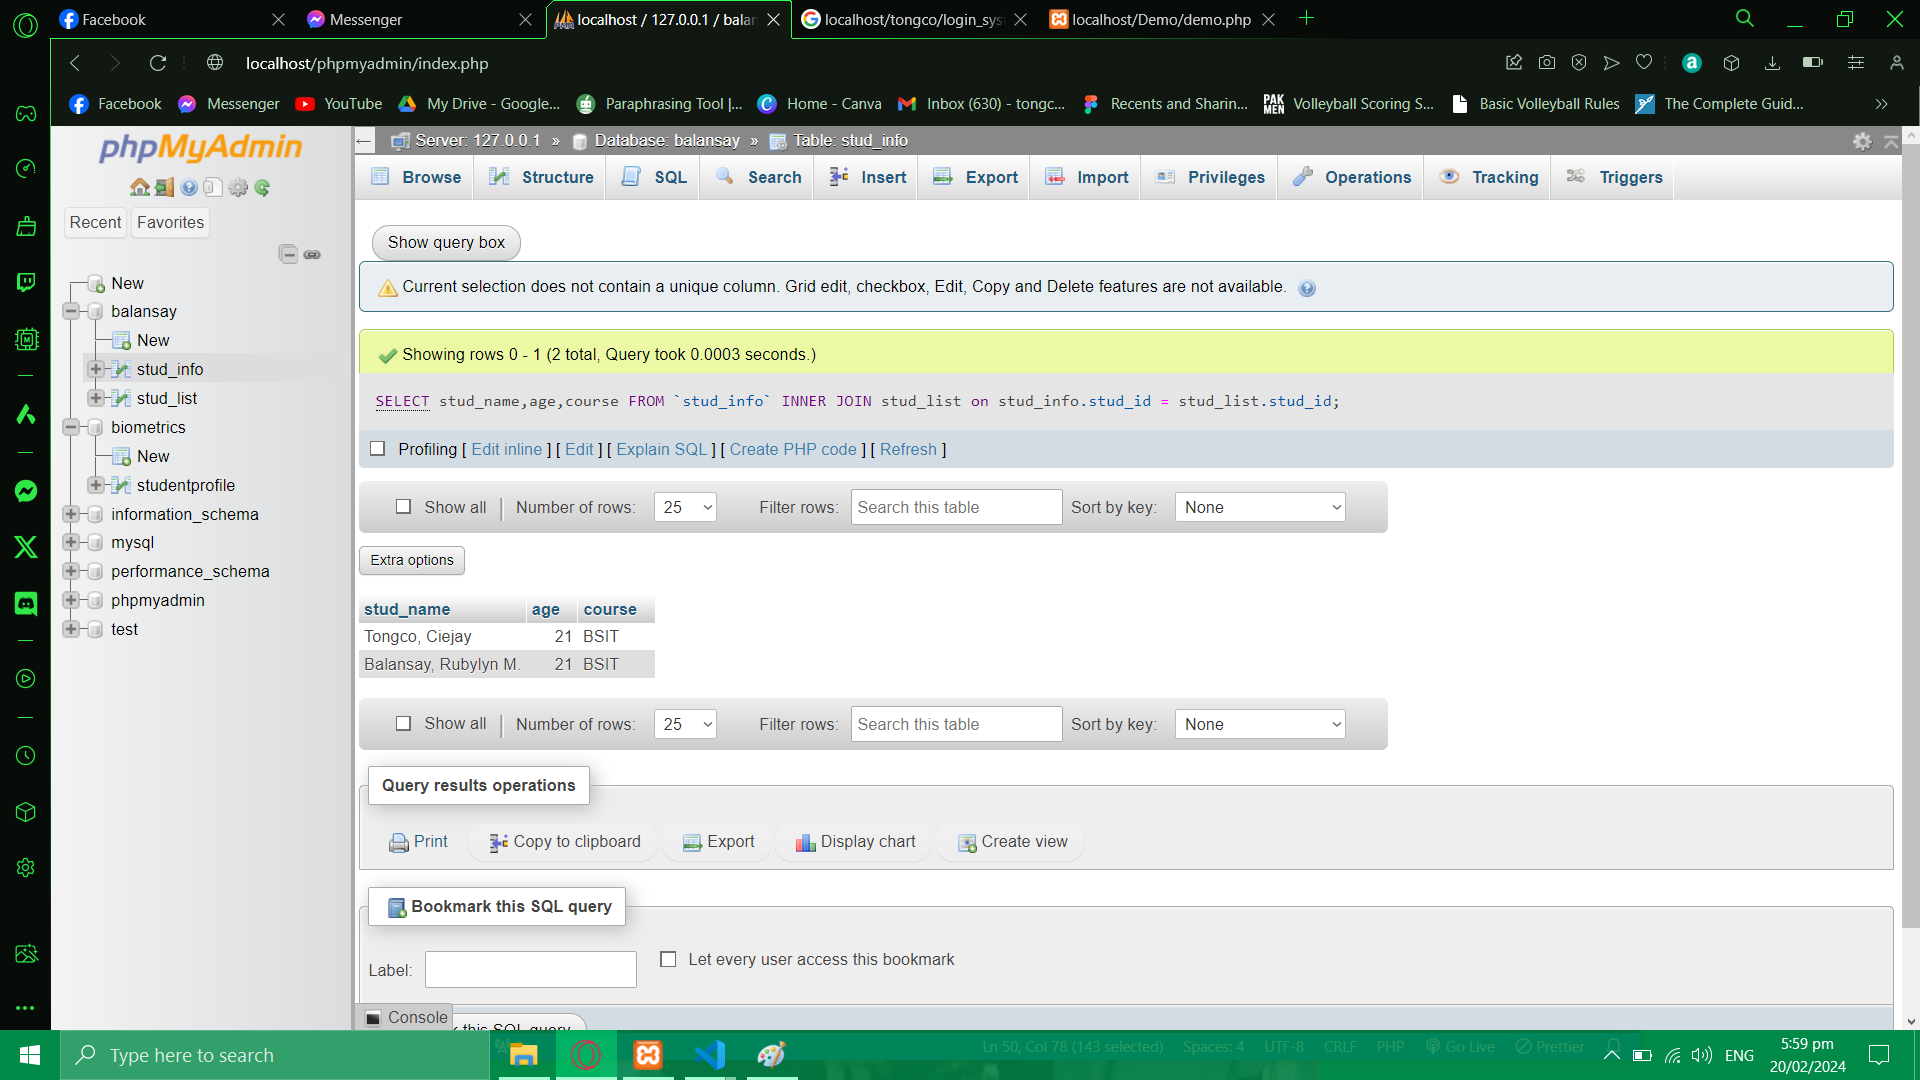 Facebook
Messenger
localhost / 127.0.0.1 / balan
localhost/tongco/login_sys
localhost/Demo/demo.php
localhost/phpmyadmin/index.php
Facebook
Messenger
YouTube
My Drive - Google...
Paraphrasing Tool |...
Home - Canva
Inbox (630) - tongc...
Recents and Sharin...
PAK MEN
Volleyball Scoring S...
Basic Volleyball Rules
The Complete Guid...
phpMyAdmin
Recent
Favorites
New
balansay
New
stud_info
stud_list
biometrics
New
studentprofile
information_schema
mysql
performance_schema
phpmyadmin
test
Server: 127.0.0.1 » Database: balansay » Table: stud_info
Browse
Structure
SQL
Search
Insert
Export
Import
Privileges
Operations
Tracking
Triggers
Show query box
Current selection does not contain a unique column. Grid edit, checkbox, Edit, Copy and Delete features are not available.
Showing rows 0 - 1 (2 total, Query took 0.0003 seconds.)
SELECT stud_name,age,course FROM `stud_info` INNER JOIN stud_list on stud_info.stud_id = stud_list.stud_id;
Profiling [ Edit inline ] [ Edit ] [ Explain SQL ] [ Create PHP code ] [ Refresh ]
Show all | Number of rows: 25 Filter rows: Search this table Sort by key: None
Extra options
stud_name age course
Tongco, Ciejay 21 BSIT
Balansay, Rubylyn M. 21 BSIT
Show all | Number of rows: 25 Filter rows: Search this table Sort by key: None
Query results operations
Print
Copy to clipboard
Export
Display chart
Create view
Bookmark this SQL query
Label:
Let every user access this bookmark
Console
this SQL query
Type here to search
Ln 50, Col 78 (143 selected) Spaces: 4 UTF-8 CRLF PHP Go Live Prettier
ENG
5:59 pm
20/02/2024